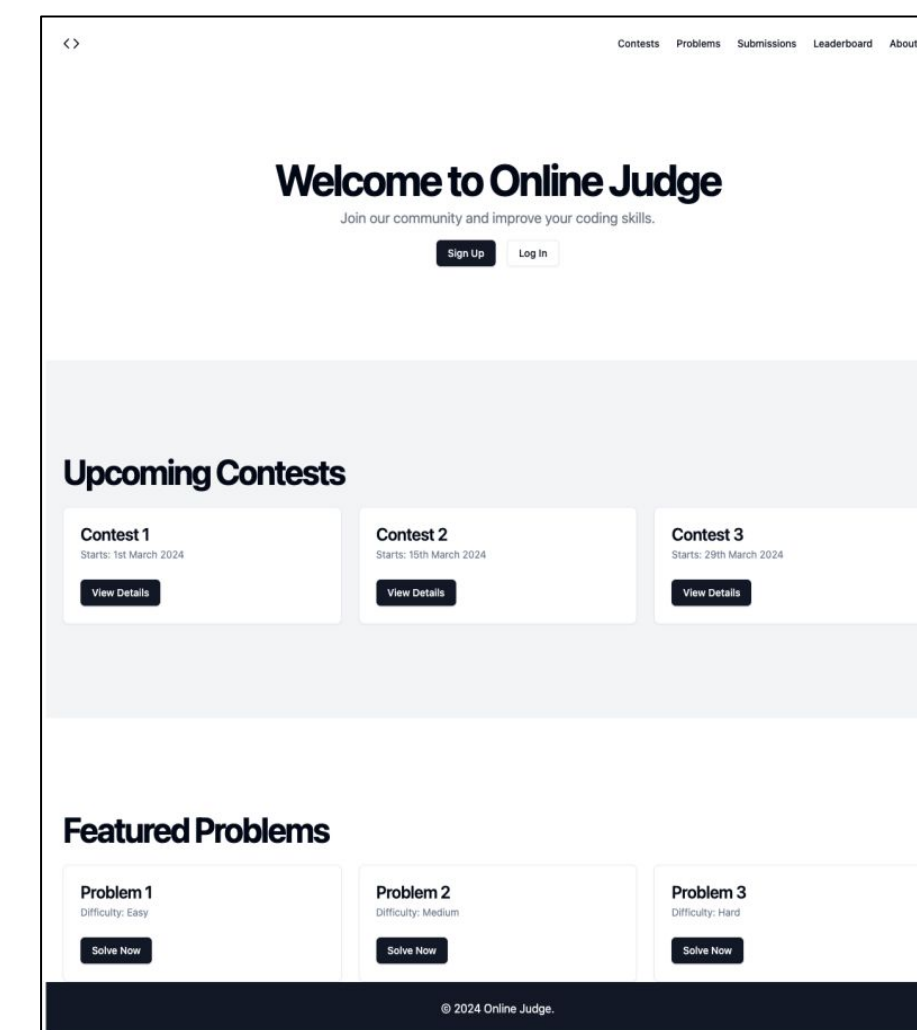 <> Contests Problems Submissions Leaderboard About
Welcome to Online Judge
Join our community and improve your coding skills.
Sign Up Log In
Upcoming Contests
Contest 1 Contest 2 Contest 3
Starts: 1st March 2024 Starts: 15th March 2024 Starts: 29th March 2024
View Details View Details View Details
Featured Problems
Problem 1 Problem 2 Problem 3
Difficulty: Easy Difficulty: Medium Difficulty: Hard
Solve Now Solve Now Solve Now
© 2024 Online Judge.